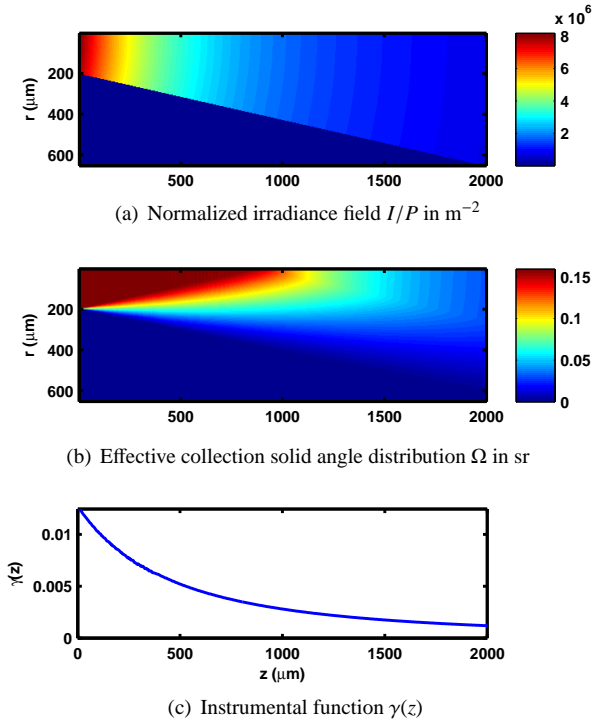 x 10⁶
8
6
4
2
r (μm)
200
400
600
500 1000 1500 2000
(a) Normalized irradiance field I/P in m⁻²
0.15
0.10
0.05
0
r (μm)
200
400
600
500 1000 1500 2000
(b) Effective collection solid angle distribution Ω in sr
γ(z)
0.01
0.005
0
0 500 1000 1500 2000
z (μm)
(c) Instrumental function γ(z)